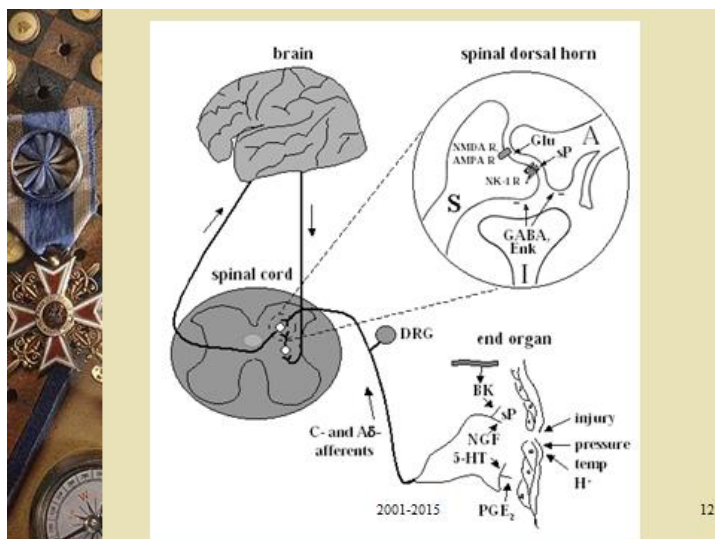 brain
spinal dorsal horn
NMDA R
AMPA R
Glu
sP
A
NK-1 R
S
GABA,
Enk
I
spinal cord
DRG
C- and Aδ-
afferents
end organ
BK
sP
NGF
5-HT
PGE₂
injury
pressure
temp
H⁺
2001-2015
12